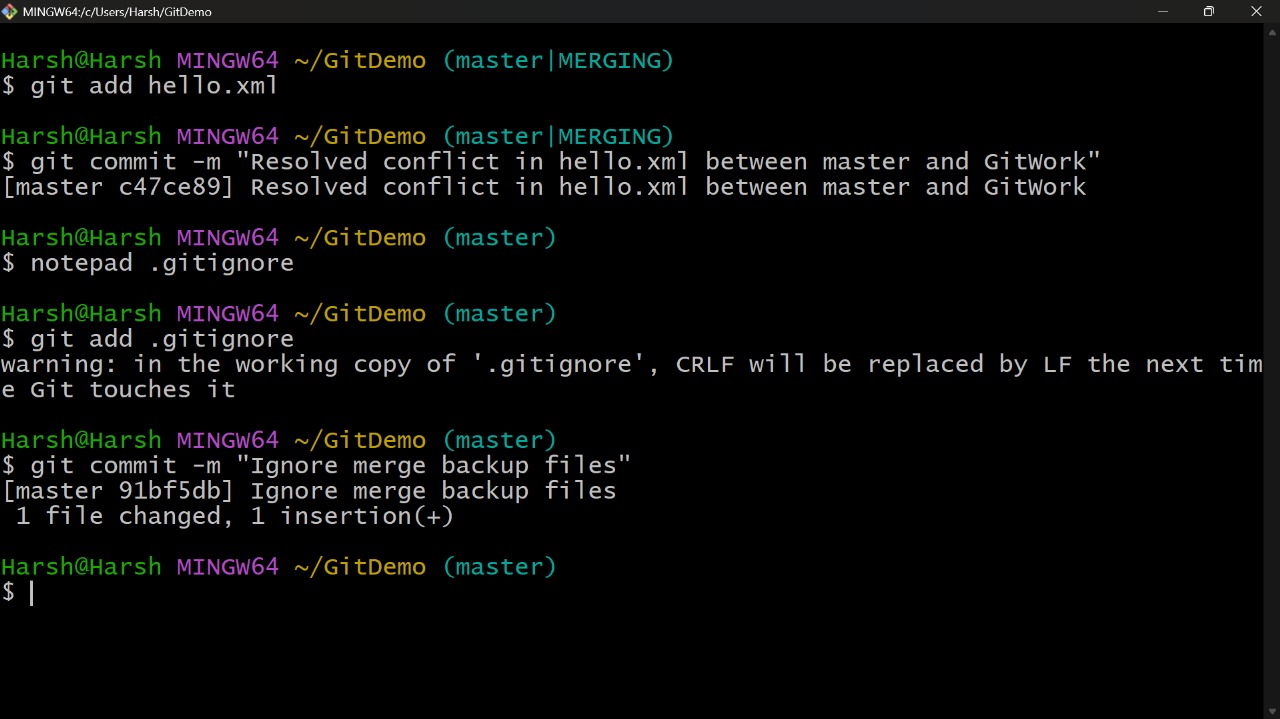 MINGW64:/c/Users/Harsh/GitDemo
Harsh@Harsh MINGW64 ~/GitDemo (master|MERGING)
$ git add hello.xml
Harsh@Harsh MINGW64 ~/GitDemo (master|MERGING)
$ git commit -m "Resolved conflict in hello.xml between master and GitWork"
[master c47ce89] Resolved conflict in hello.xml between master and GitWork
Harsh@Harsh MINGW64 ~/GitDemo (master)
$ notepad .gitignore
Harsh@Harsh MINGW64 ~/GitDemo (master)
$ git add .gitignore
warning: in the working copy of '.gitignore', CRLF will be replaced by LF the next tim
e Git touches it
Harsh@Harsh MINGW64 ~/GitDemo (master)
$ git commit -m "Ignore merge backup files"
[master 91bf5db] Ignore merge backup files
 1 file changed, 1 insertion(+)
Harsh@Harsh MINGW64 ~/GitDemo (master)
$